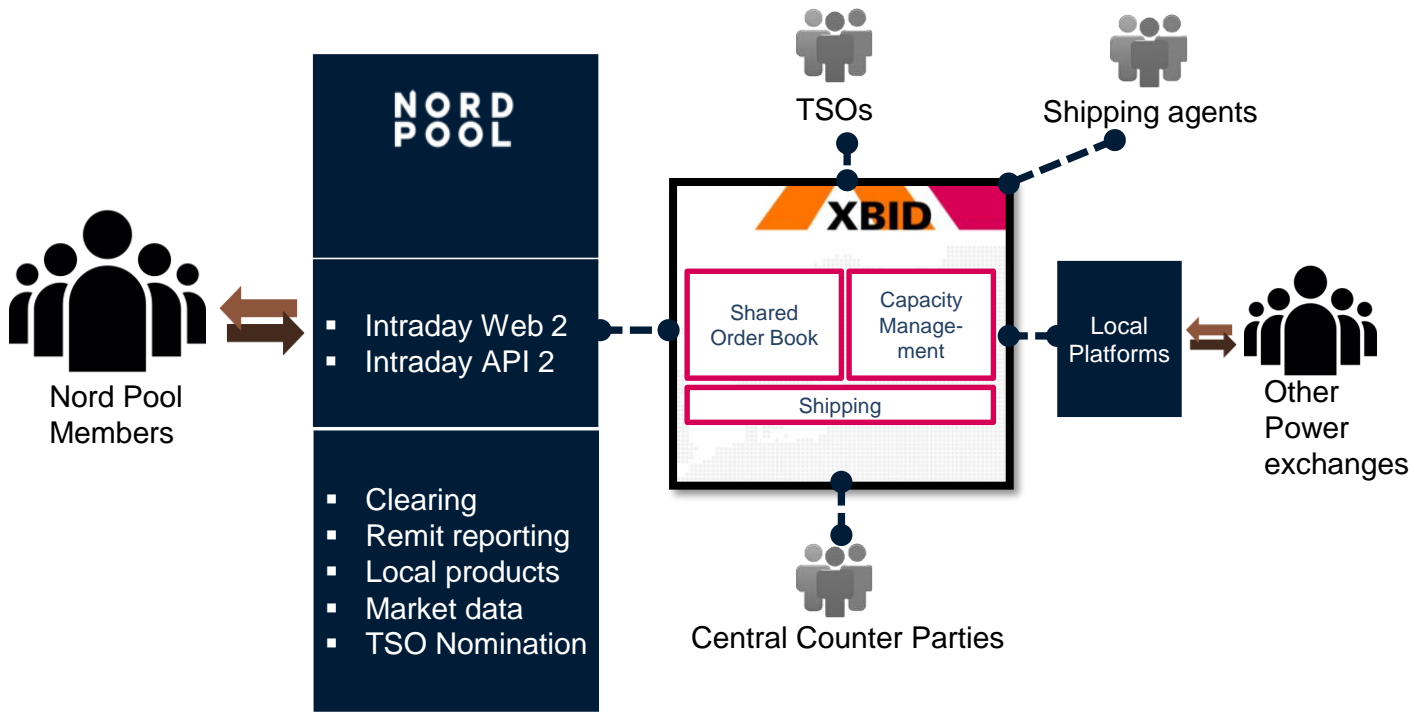 NORD
POOL
TSOs
Shipping agents
XBID
▪ Intraday Web 2
▪ Intraday API 2
Shared
Order Book
Capacity
Manage-
ment
Shipping
Local
Platforms
Nord Pool
Members
Other
Power
exchanges
▪ Clearing
▪ Remit reporting
▪ Local products
▪ Market data
▪ TSO Nomination
Central Counter Parties